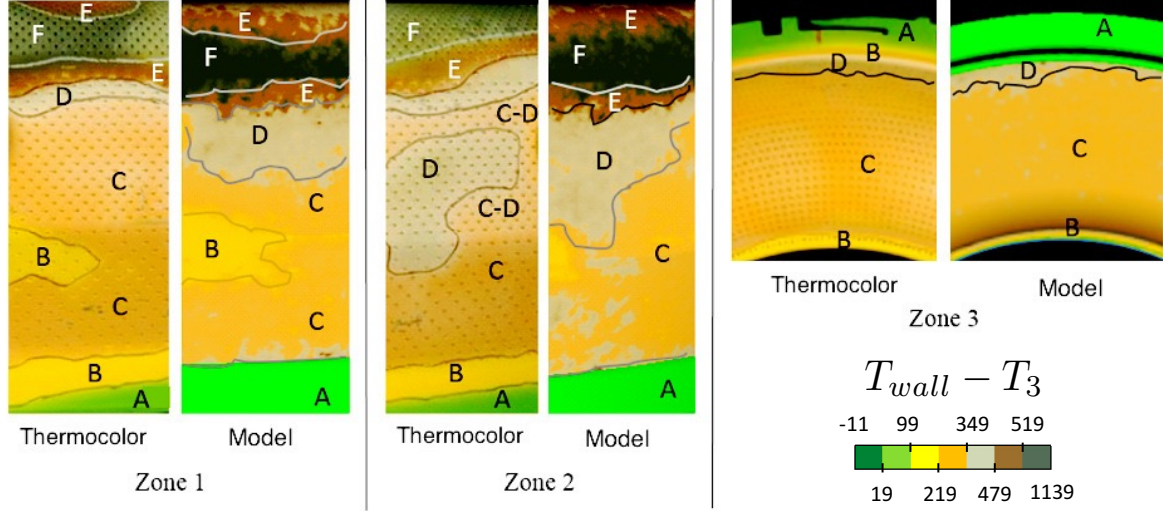 E
F
E
D
C
B
C
B
A
Thermocolor
E
F
E
D
C
B
C
A
Model
Zone 1
F
E
C-D
D
C-D
C
B
A
Thermocolor
E
F
E
D
C
A
Model
Zone 2
A
B
D
C
B
Thermocolor
A
D
C
B
Model
Zone 3
T_wall − T_3
-11 99 349 519
19 219 479 1139